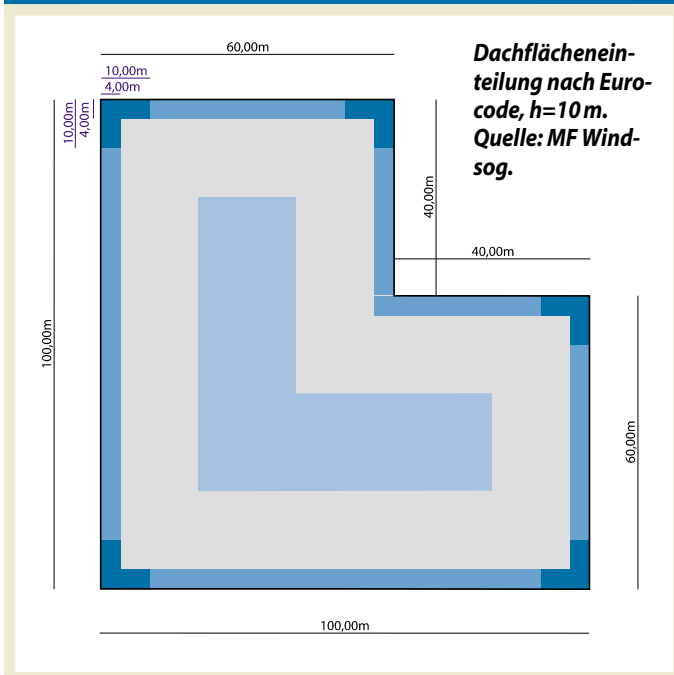 60,00m
10,00m
4,00m
10,00m
4,00m
Dachflächenein-
teilung nach Euro-
code, h=10 m.
Quelle: MF Wind-
sog.
40,00m
40,00m
100,00m
60,00m
100,00m